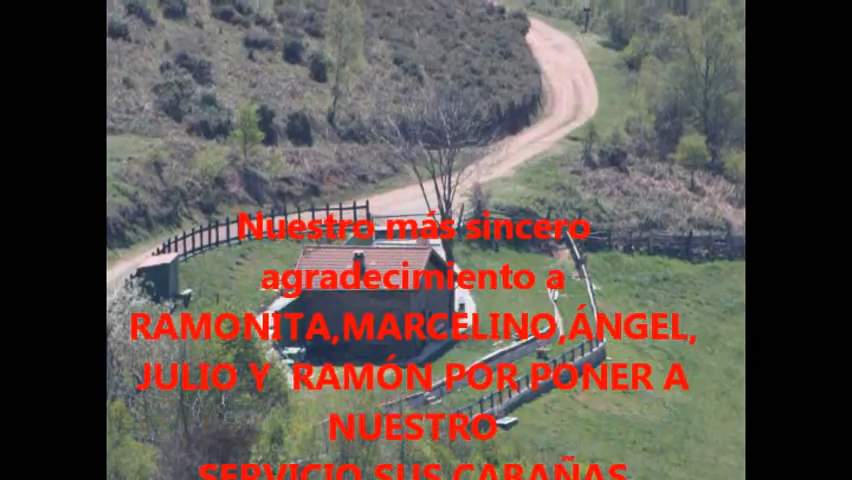 Nuestro más sincero
agradecimiento a
RAMONITA,MARCELINO,ÁNGEL,
JULIO Y  RAMÓN POR PONER A
NUESTRO
SERVICIO SUS CABAÑAS